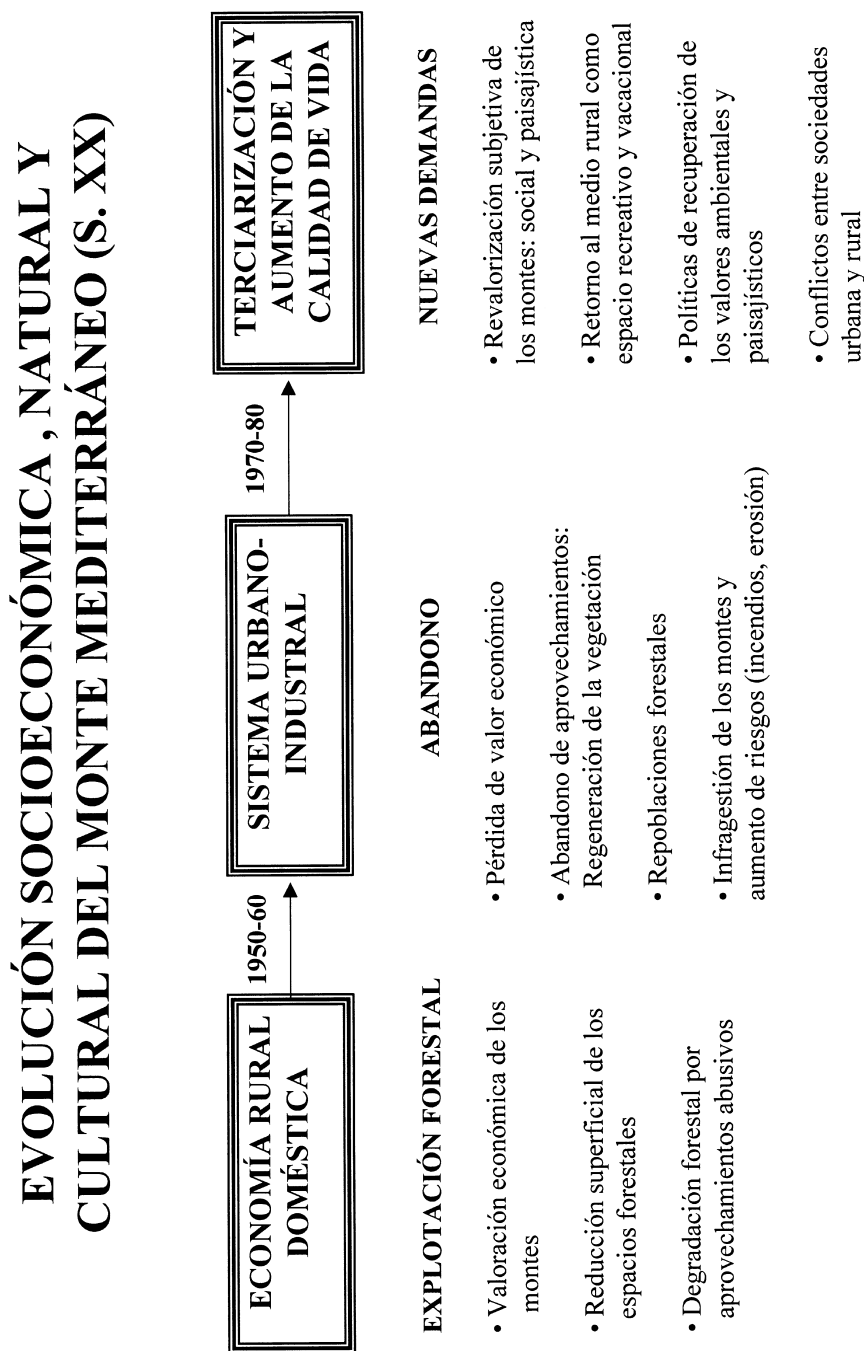 EVOLUCIÓN SOCIOECONÓMICA , NATURAL Y
CULTURAL DEL MONTE MEDITERRÁNEO (S. XX)
ECONOMÍA RURAL
DOMÉSTICA
1950-60
SISTEMA URBANO-
INDUSTRAL
1970-80
TERCIARIZACIÓN Y
AUMENTO DE LA
CALIDAD DE VIDA
EXPLOTACIÓN FORESTAL
• Valoración económica de los
montes
• Reducción superficial de los
espacios forestales
• Degradación forestal por
aprovechamientos abusivos
ABANDONO
• Pérdida de valor económico
• Abandono de aprovechamientos:
Regeneración de la vegetación
• Repoblaciones forestales
• Infragestión de los montes y
aumento de riesgos (incendios, erosión)
NUEVAS DEMANDAS
• Revalorización subjetiva de
los montes: social y paisajística
• Retorno al medio rural como
espacio recreativo y vacacional
• Políticas de recuperación de
los valores ambientales y
paisajísticos
• Conflictos entre sociedades
urbana y rural